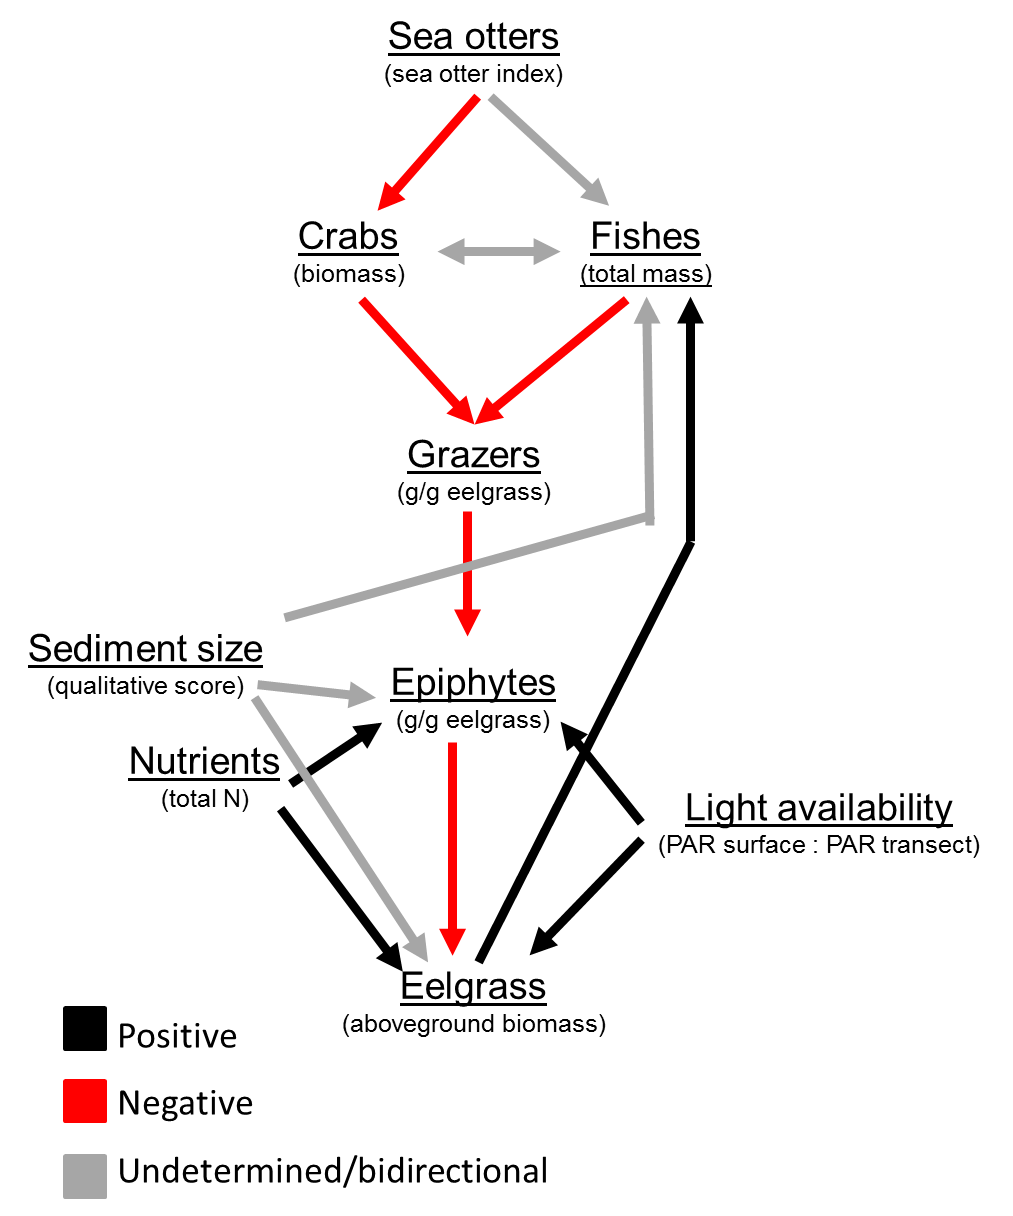 Sea otters
(sea otter index)
Crabs
(biomass)
Fishes
(total mass)
Grazers
(g/g eelgrass)
Sediment size
(qualitative score)
Epiphytes
(g/g eelgrass)
Nutrients
(total N)
Light availability
(PAR surface : PAR transect)
Eelgrass
(aboveground biomass)
Positive
Negative
Undetermined/bidirectional